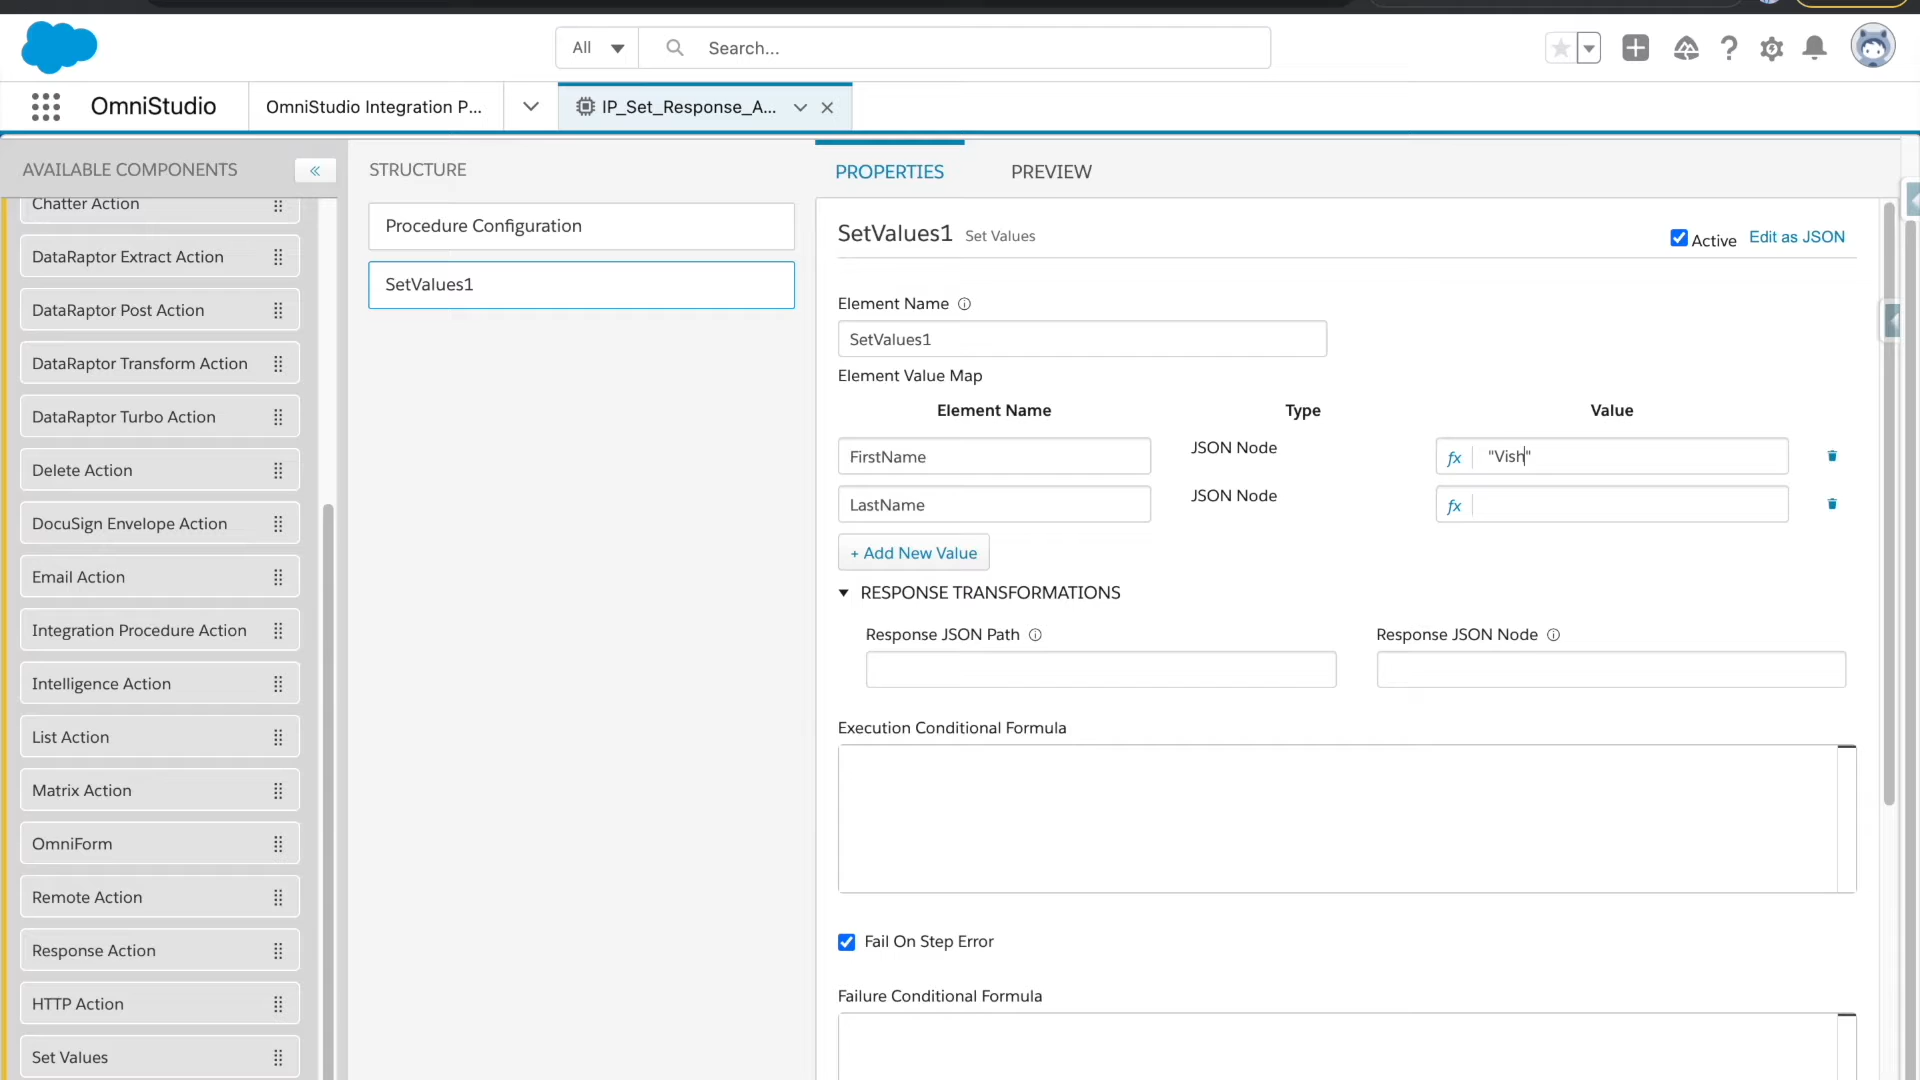 All
Search...
OmniStudio
OmniStudio Integration P...
IP_Set_Response_A...
AVAILABLE COMPONENTS
Chatter Action
DataRaptor Extract Action
DataRaptor Post Action
DataRaptor Transform Action
DataRaptor Turbo Action
Delete Action
DocuSign Envelope Action
Email Action
Integration Procedure Action
Intelligence Action
List Action
Matrix Action
OmniForm
Remote Action
Response Action
HTTP Action
Set Values
STRUCTURE
Procedure Configuration
SetValues1
PROPERTIES
PREVIEW
SetValues1 Set Values
Active Edit as JSON
Element Name
SetValues1
Element Value Map
Element Name Type Value
FirstName JSON Node fx "Vish"
LastName JSON Node fx
+ Add New Value
RESPONSE TRANSFORMATIONS
Response JSON Path Response JSON Node
Execution Conditional Formula
Fail On Step Error
Failure Conditional Formula